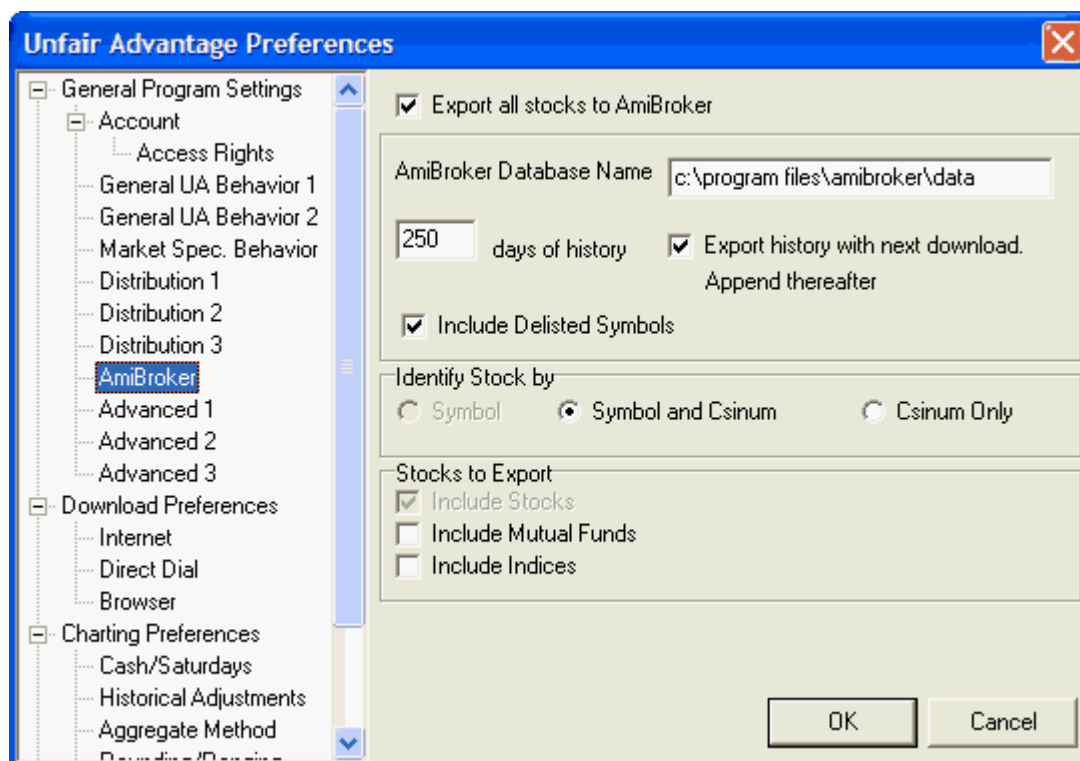 Unfair Advantage Preferences
General Program Settings
Account
Access Rights
General UA Behavior 1
General UA Behavior 2
Market Spec. Behavior
Distribution 1
Distribution 2
Distribution 3
AmiBroker
Advanced 1
Advanced 2
Advanced 3
Download Preferences
Internet
Direct Dial
Browser
Charting Preferences
Cash/Saturdays
Historical Adjustments
Aggregate Method
Export all stocks to AmiBroker
AmiBroker Database Name c:\program files\amibroker\data
250 days of history
Export history with next download.
Append thereafter
Include Delisted Symbols
Identify Stock by
Symbol Symbol and Csinum Csinum Only
Stocks to Export
Include Stocks
Include Mutual Funds
Include Indices
OK Cancel